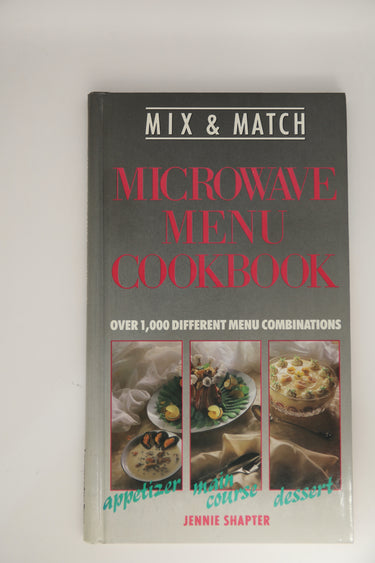 MIX & MATCH
MICROWAVE
MENU
COOKBOOK
OVER 1,000 DIFFERENT MENU COMBINATIONS
appetizer
main
course
dessert
JENNIE SHAPTER